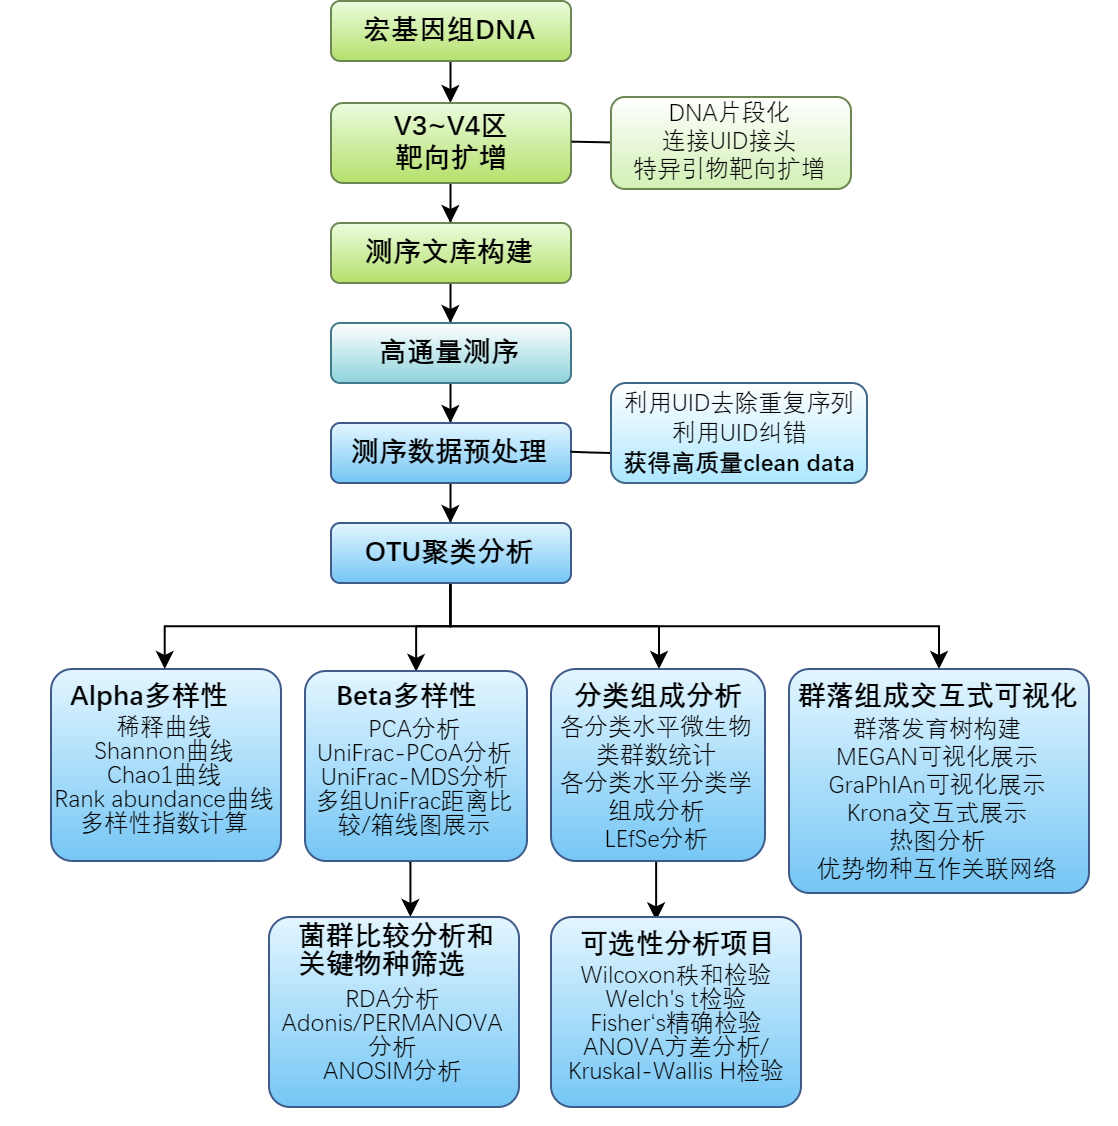 宏基因组DNA
V3~V4区
靶向扩增
DNA片段化
连接UID接头
特异引物靶向扩增
测序文库构建
高通量测序
测序数据预处理
利用UID去除重复序列
利用UID纠错
获得高质量clean data
OTU聚类分析
Alpha多样性
稀释曲线
Shannon曲线
Chao1曲线
Rank abundance曲线
多样性指数计算
Beta多样性
PCA分析
UniFrac-PCoA分析
UniFrac-MDS分析
多组UniFrac距离比
较/箱线图展示
分类组成分析
各分类水平微生物
类群数统计
各分类水平分类学
组成分析
LEfSe分析
群落组成交互式可视化
群落发育树构建
MEGAN可视化展示
GraPhlAn可视化展示
Krona交互式展示
热图分析
优势物种互作关联网络
菌群比较分析和
关键物种筛选
RDA分析
Adonis/PERMANOVA
分析
ANOSIM分析
可选性分析项目
Wilcoxon秩和检验
Welch's t检验
Fisher‘s精确检验
ANOVA方差分析/
Kruskal-Wallis H检验